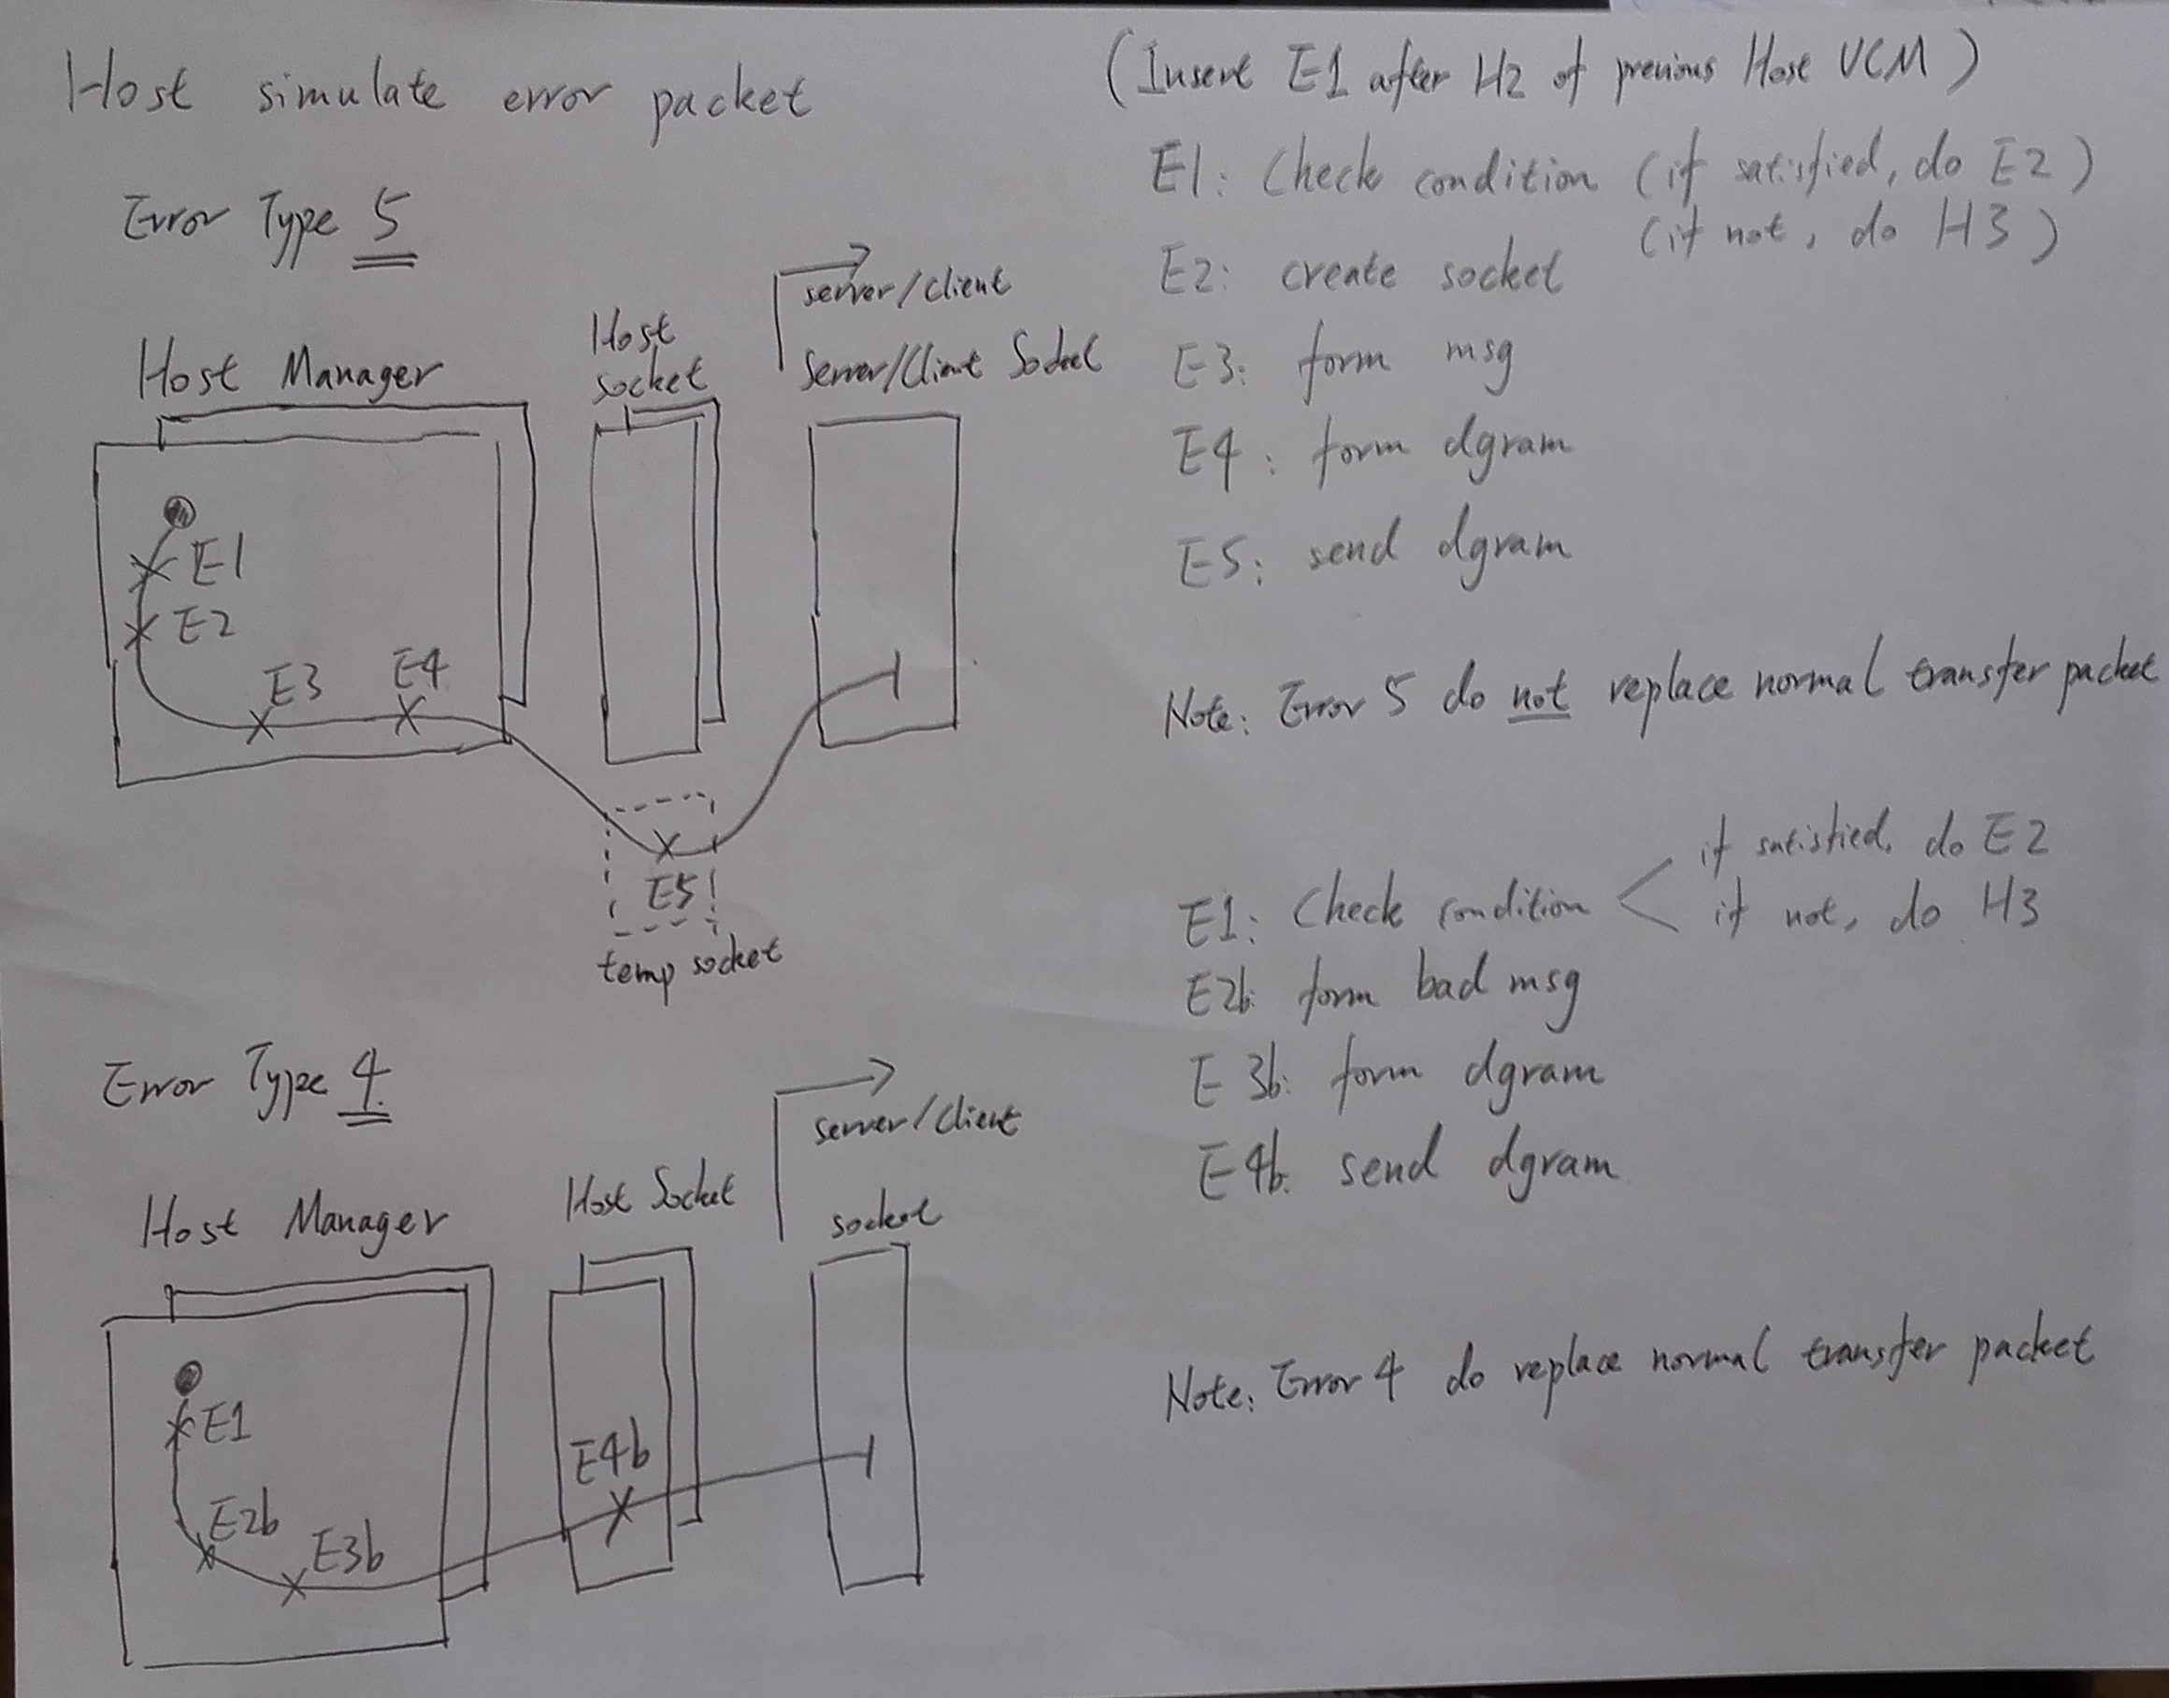 Host simulate error packet
(Insert E1 after H2 of previous Host UCM)
Error Type 5
E1: Check condition (if satisfied, do E2)
(if not, do H3)
E2: create socket
E3: form msg
E4: form dgram
E5: send dgram
server/client
Host Manager
Host
socket
Server/Client Socket
E1
E2
E3
E4
E5
temp socket
Note: Error 5 do not replace normal transfer packet
Error Type 4
E1: Check condition
if satisfied, do E2
if not, do H3
E2b: form bad msg
E3b: form dgram
E4b: send dgram
server/client
Host Manager
Host Socket
socket
E1
E2b
E3b
E4b
Note: Error 4 do replace normal transfer packet